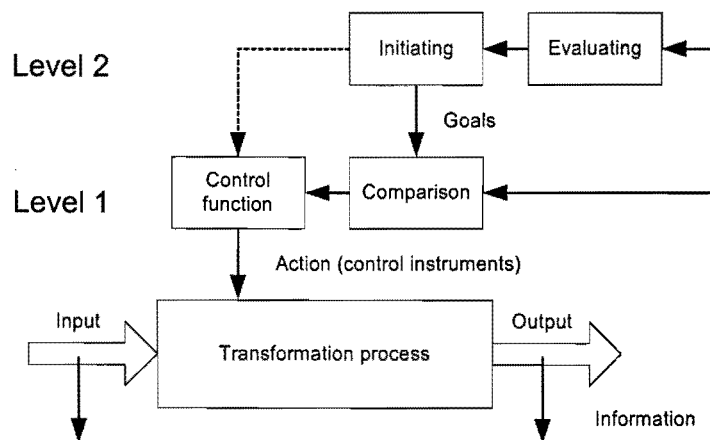 Level 2
Initiating
Evaluating
Goals
Level 1
Control
function
Comparison
Action (control instruments)
Input
Transformation process
Output
Information